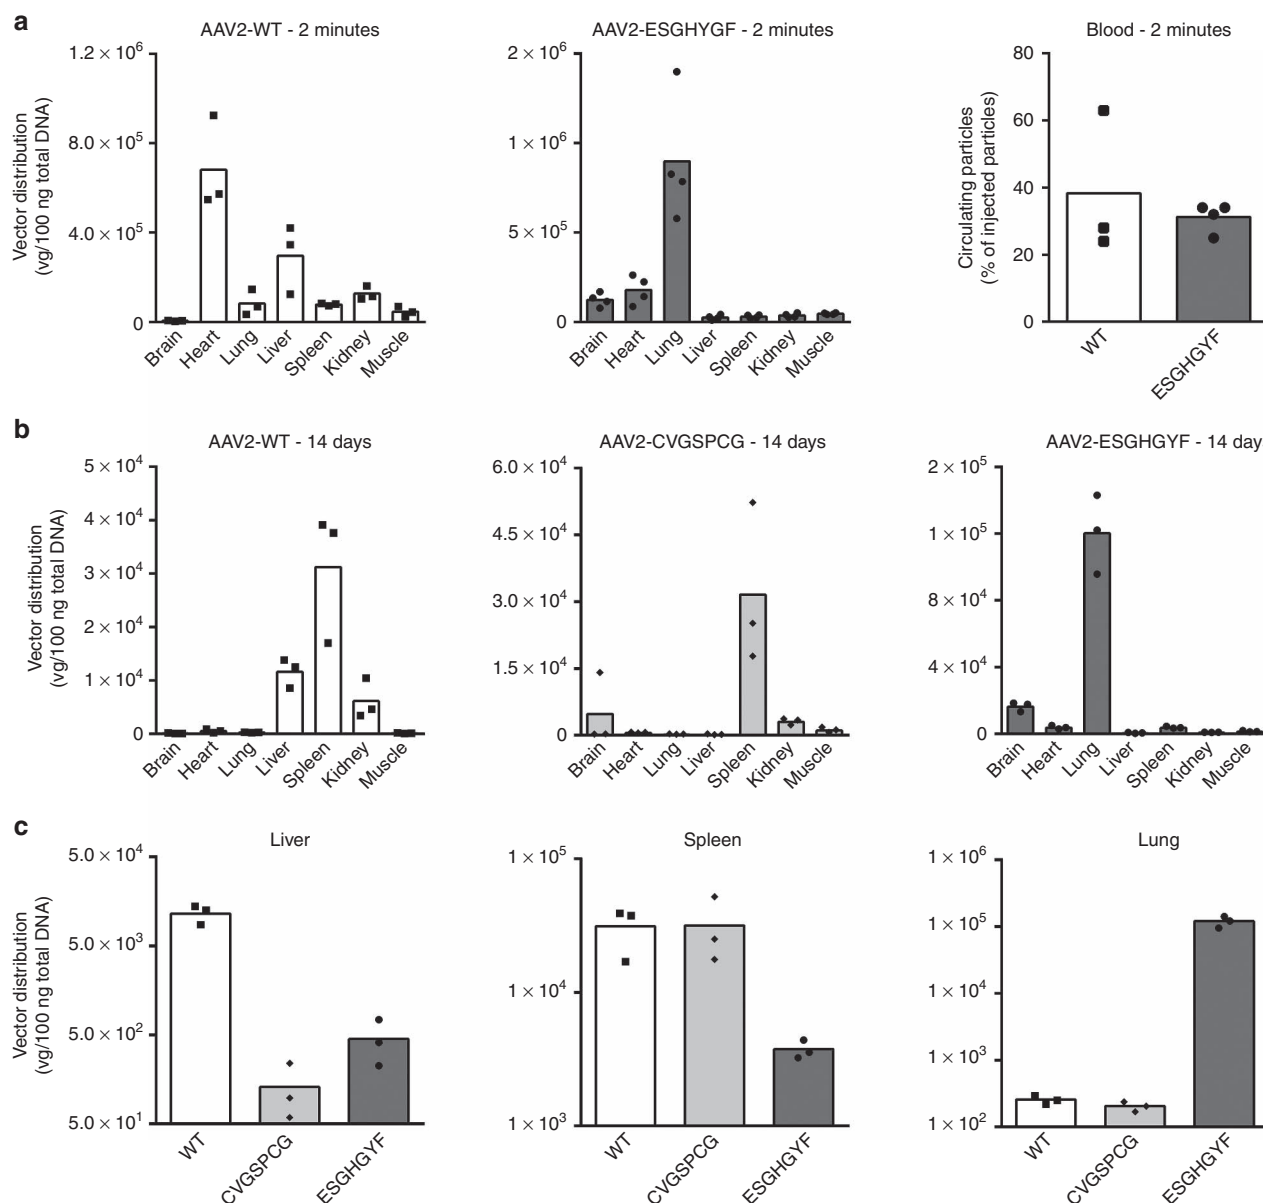 a
AAV2-WT - 2 minutes
Vector distribution
(vg/100 ng total DNA)
1.2 × 10⁶
8.0 × 10⁵
4.0 × 10⁵
0
Brain
Heart
Lung
Liver
Spleen
Kidney
Muscle
AAV2-ESGHYGF - 2 minutes
2 × 10⁶
1 × 10⁶
5 × 10⁵
0
Brain
Heart
Lung
Liver
Spleen
Kidney
Muscle
Blood - 2 minutes
Circulating particles
(% of injected particles)
80
60
40
20
0
WT
ESGHGYF
b
AAV2-WT - 14 days
Vector distribution
(vg/100 ng total DNA)
5 × 10⁴
4 × 10⁴
3 × 10⁴
2 × 10⁴
1 × 10⁴
0
Brain
Heart
Lung
Liver
Spleen
Kidney
Muscle
AAV2-CVGSPCG - 14 days
6.0 × 10⁴
4.5 × 10⁴
3.0 × 10⁴
1.5 × 10⁴
0
Brain
Heart
Lung
Liver
Spleen
Kidney
Muscle
AAV2-ESGHGYF - 14 day
2 × 10⁵
1 × 10⁵
8 × 10⁴
4 × 10⁴
0
Brain
Heart
Lung
Liver
Spleen
Kidney
Muscle
c
Liver
Vector distribution
(vg/100 ng total DNA)
5.0 × 10⁴
5.0 × 10³
5.0 × 10²
5.0 × 10¹
WT
CVGSPCG
ESGHGYF
Spleen
1 × 10⁵
1 × 10⁴
1 × 10³
WT
CVGSPCG
ESGHGYF
Lung
1 × 10⁶
1 × 10⁵
1 × 10⁴
1 × 10³
1 × 10²
WT
CVGSPCG
ESGHGYF